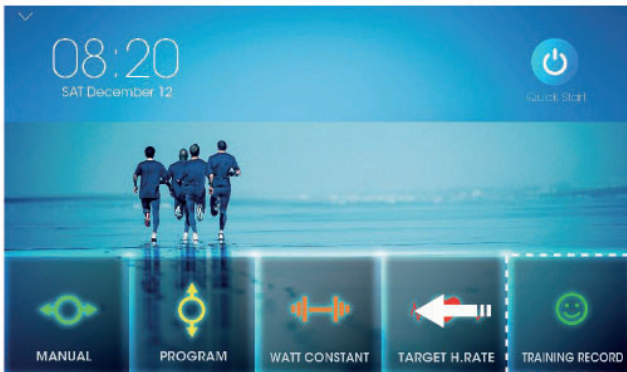 08:20
SAT December 12
Quick Start
MANUAL
PROGRAM
WATT CONSTANT
TARGET H.RATE
TRAINING RECORD